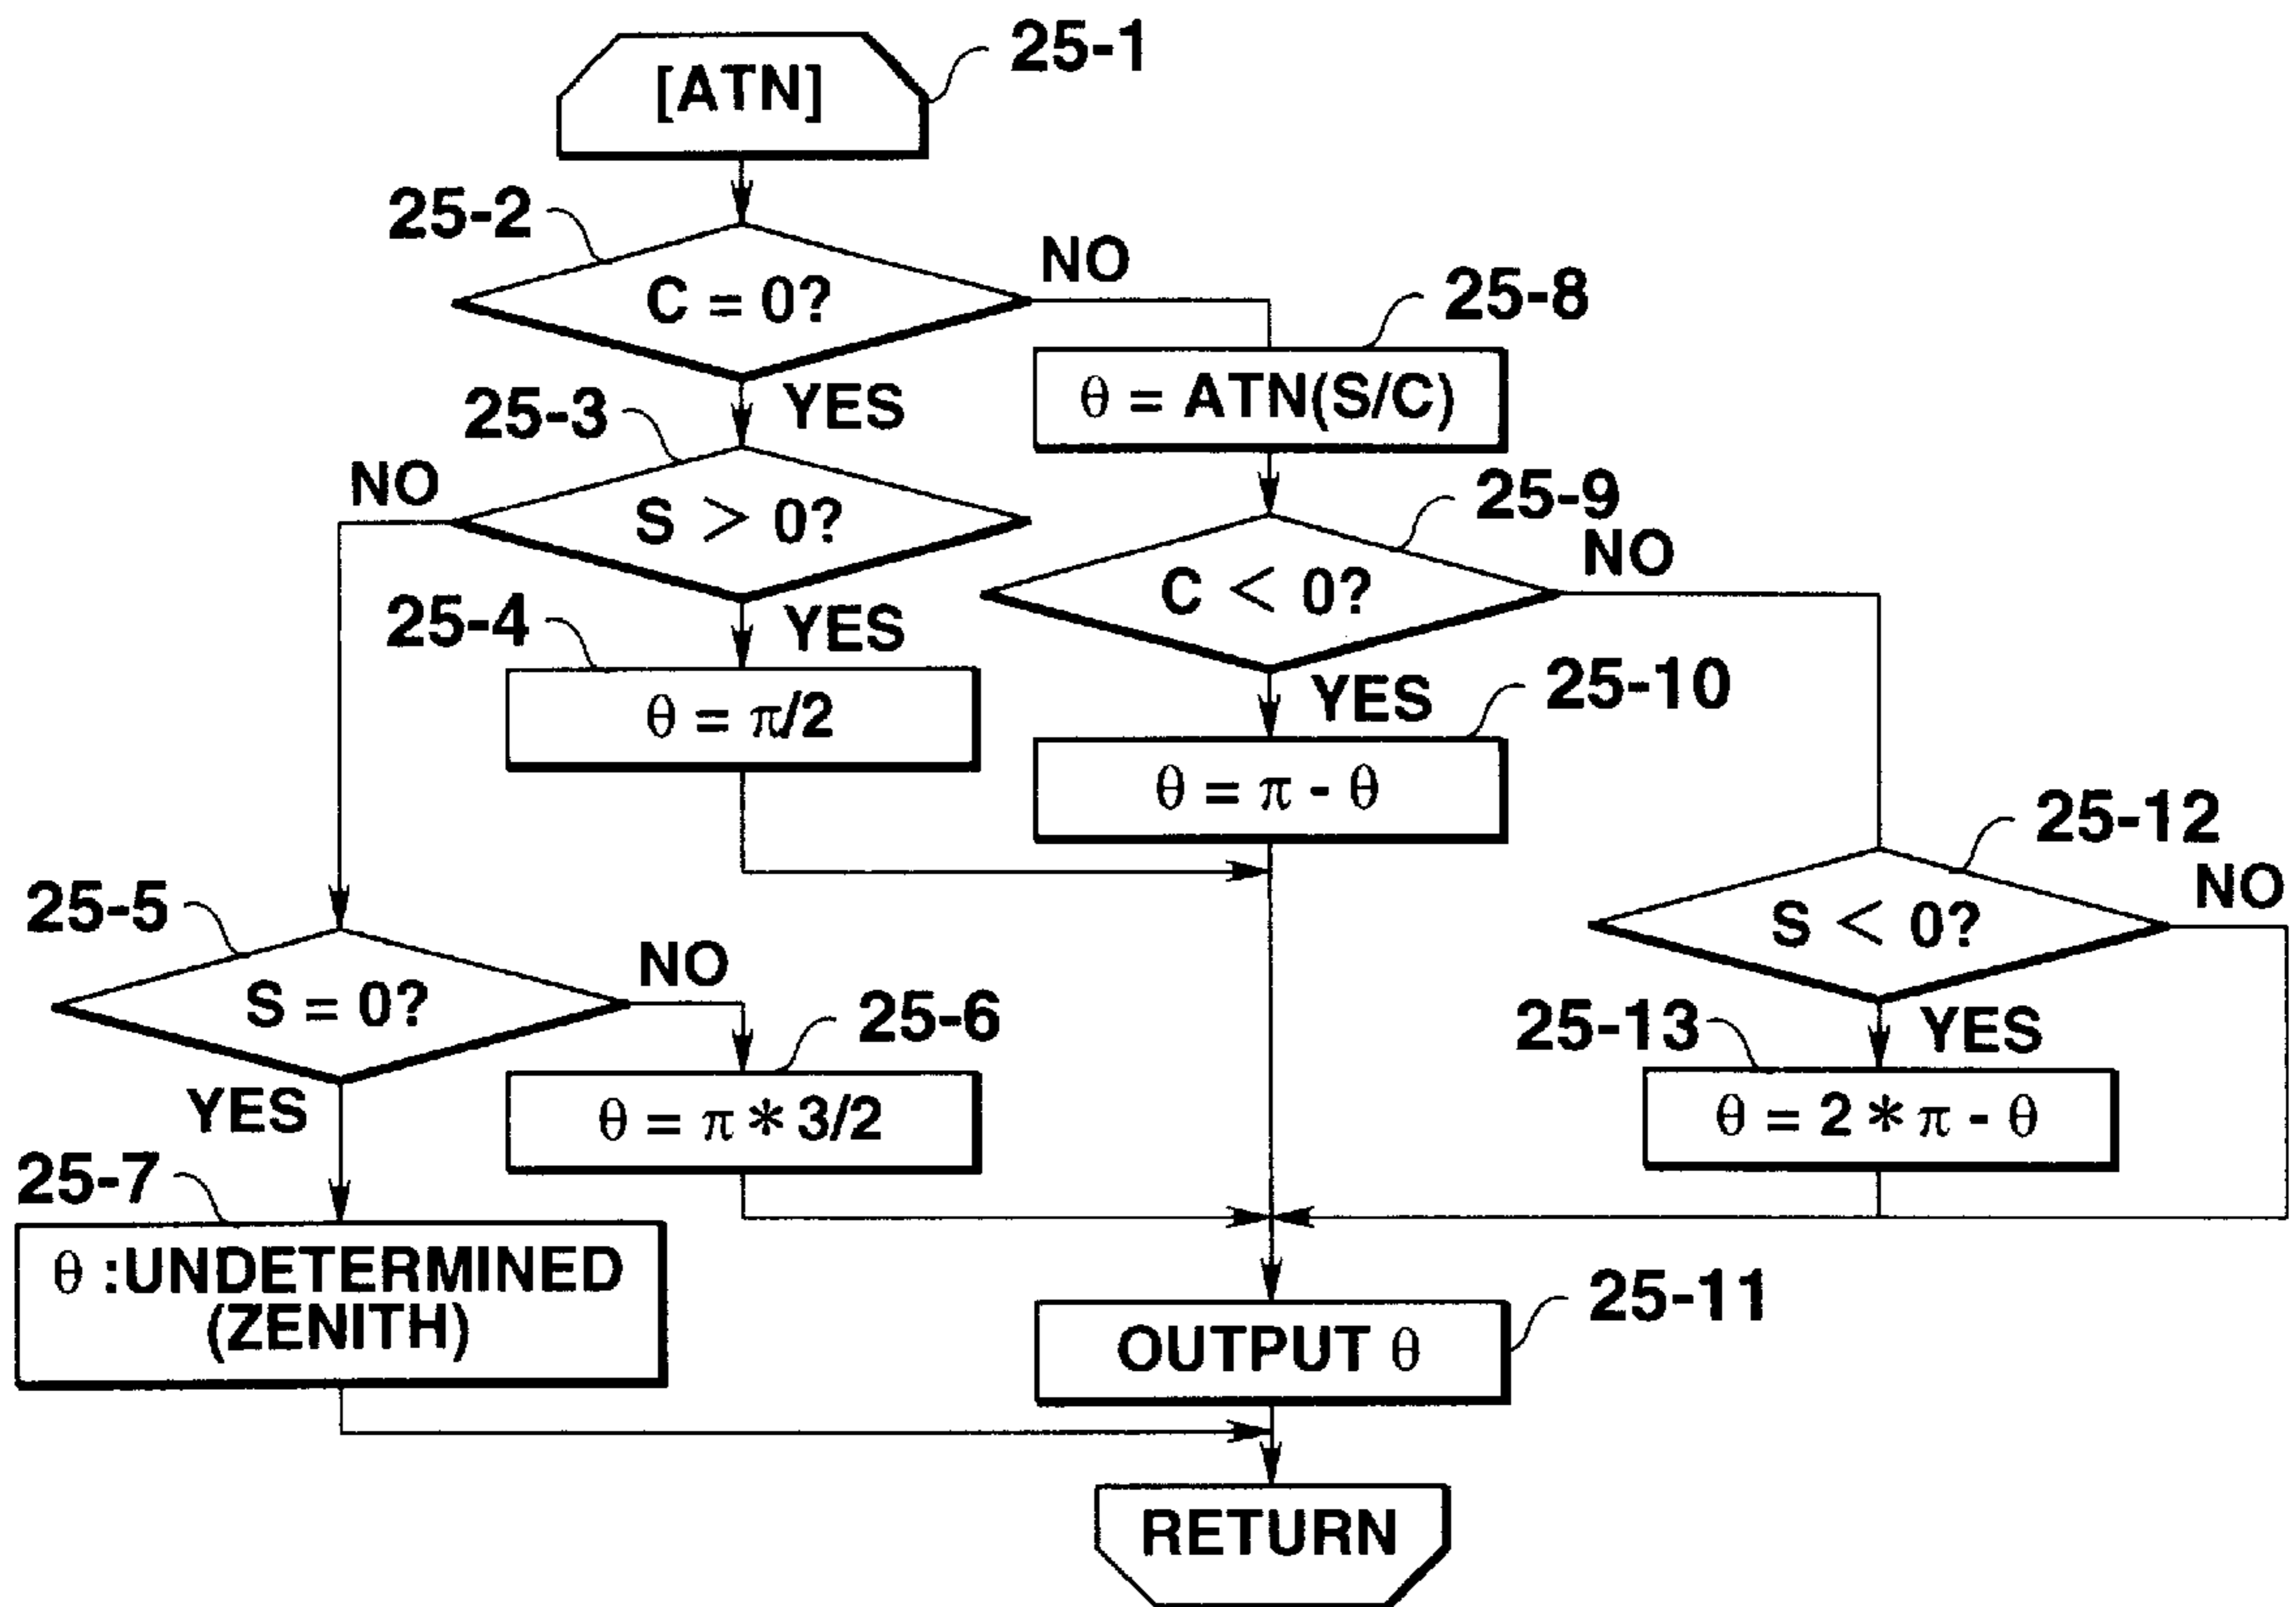 [ATN]
25-1
25-2
C = 0?
NO
YES
25-8
θ = ATN(S/C)
25-3
S > 0?
NO
YES
25-9
C < 0?
NO
YES
25-4
θ = π/2
25-10
θ = π - θ
25-12
S < 0?
NO
YES
25-5
S = 0?
NO
YES
25-6
θ = π * 3/2
25-13
θ = 2 * π - θ
25-7
θ :UNDETERMINED
(ZENITH)
25-11
OUTPUT θ
RETURN